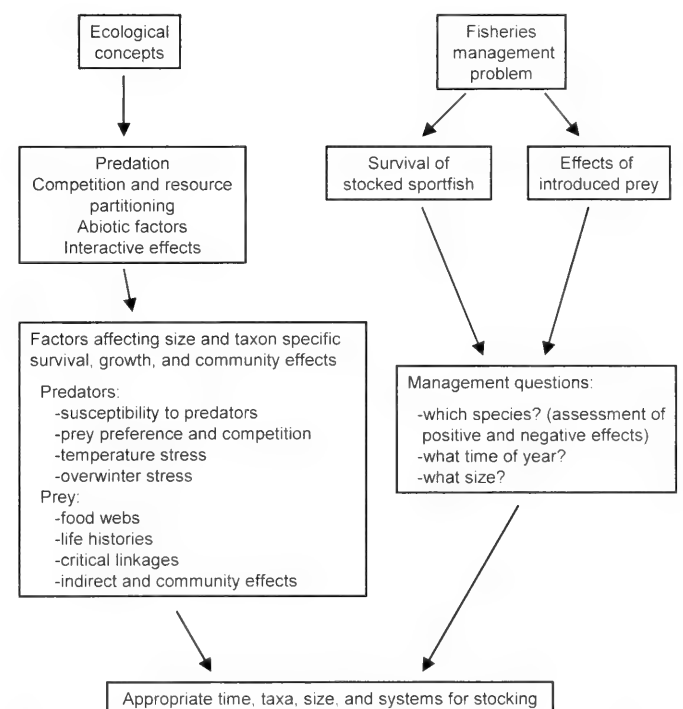 Ecological
concepts
Fisheries
management
problem
Predation
Competition and resource
partitioning
Abiotic factors
Interactive effects
Survival of
stocked sportfish
Effects of
introduced prey
Factors affecting size and taxon specific
survival, growth, and community effects
Predators:
-susceptibility to predators
-prey preference and competition
-temperature stress
-overwinter stress
Prey:
-food webs
-life histories
-critical linkages
-indirect and community effects
Management questions:
-which species? (assessment of
positive and negative effects)
-what time of year?
-what size?
Appropriate time, taxa, size, and systems for stocking